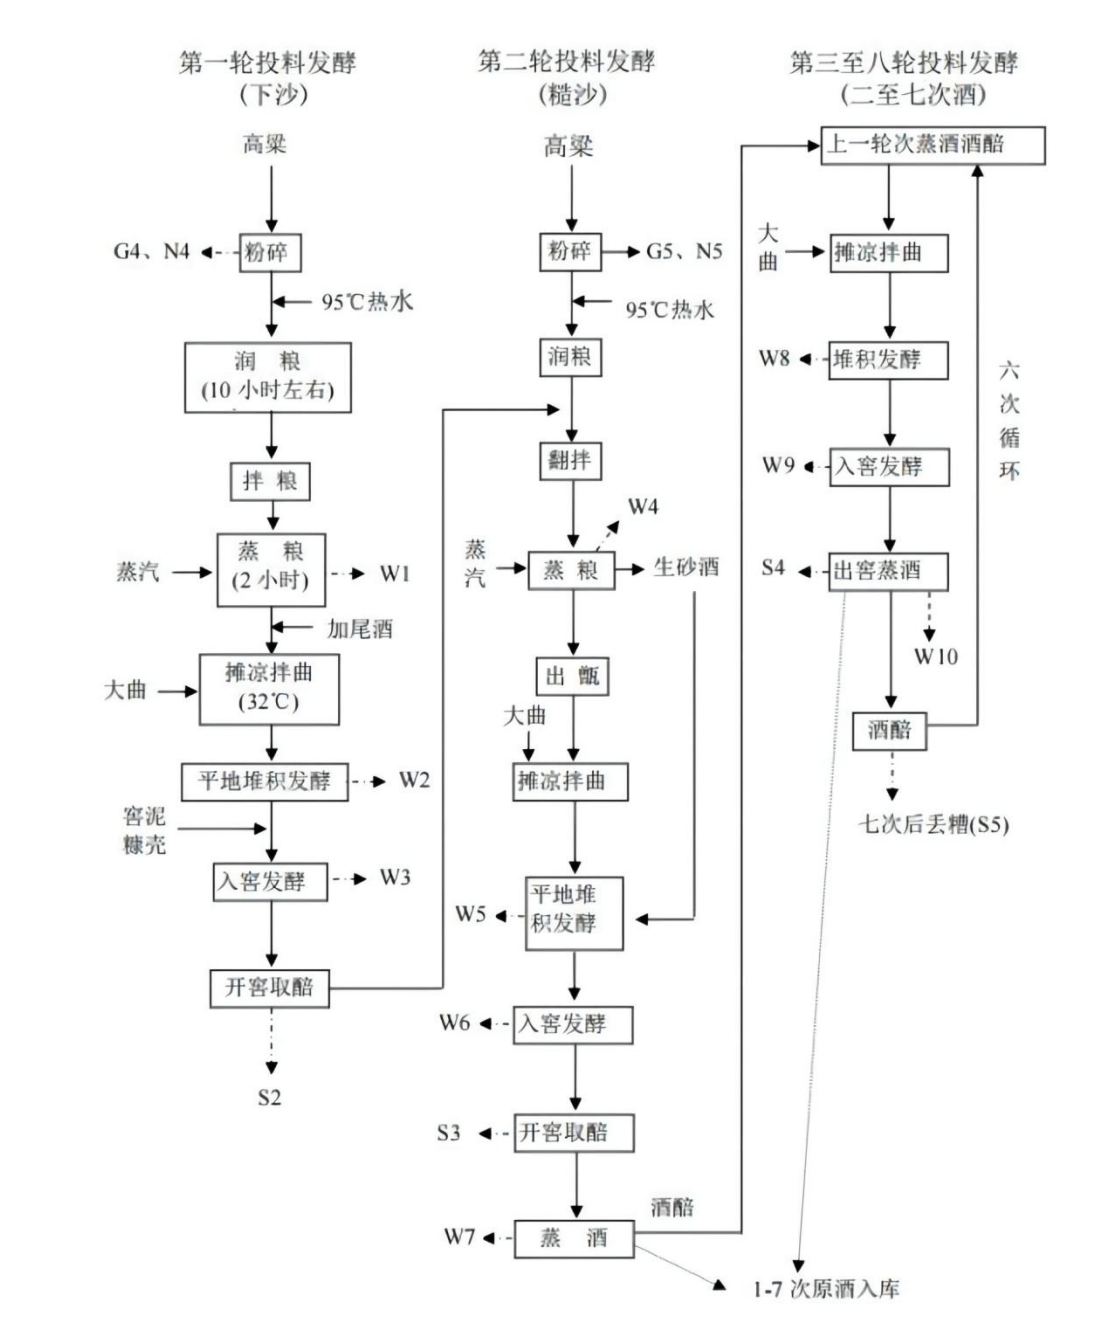 第一轮投料发酵
(下沙)
高粱
G4、N4
粉碎
95℃热水
润 粮
(10 小时左右)
拌 粮
蒸汽
蒸 粮
(2 小时)
W1
加尾酒
大曲
摊凉拌曲
(32℃)
平地堆积发酵
W2
窖泥
糠壳
入窖发酵
W3
开窖取醅
S2
第二轮投料发酵
(糙沙)
高粱
粉碎
G5、N5
95℃热水
润粮
翻拌
W4
蒸
汽
蒸 粮
生砂酒
出 甑
大曲
摊凉拌曲
平地堆
积发酵
W5
W6
入窖发酵
S3
开窖取醅
W7
蒸 酒
酒醅
第三至八轮投料发酵
(二至七次酒)
上一轮次蒸酒酒醅
大
曲
摊凉拌曲
W8
堆积发酵
六
次
循
环
W9
入窖发酵
S4
出窖蒸酒
W10
酒醅
七次后丢糟(S5)
1-7 次原酒入库